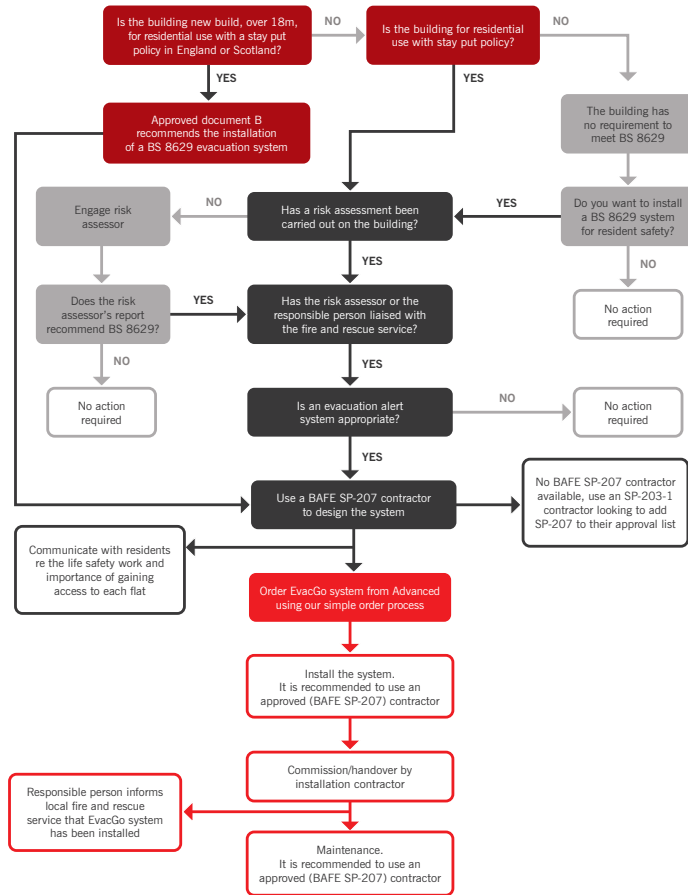 Is the building new build, over 18m,
for residential use with a stay put
policy in England or Scotland?
NO
Is the building for residential
use with stay put policy?
NO
YES
YES
Approved document B
recommends the installation
of a BS 8629 evacuation system
The building has
no requirement to
meet BS 8629
Engage risk
assessor
NO
Has a risk assessment been
carried out on the building?
YES
Do you want to install
a BS 8629 system
for resident safety?
YES
NO
Does the risk
assessor's report
recommend BS 8629?
YES
Has the risk assessor or the
responsible person liaised with
the fire and rescue service?
No action
required
NO
YES
No action
required
Is an evacuation alert
system appropriate?
NO
No action
required
YES
Use a BAFE SP-207 contractor
to design the system
No BAFE SP-207 contractor
available, use an SP-203-1
contractor looking to add
SP-207 to their approval list
Communicate with residents
re the life safety work and
importance of gaining
access to each flat
Order EvacGo system from Advanced
using our simple order process
Install the system.
It is recommended to use an
approved (BAFE SP-207) contractor
Commission/handover by
installation contractor
Responsible person informs
local fire and rescue
service that EvacGo system
has been installed
Maintenance.
It is recommended to use an
approved (BAFE SP-207) contractor